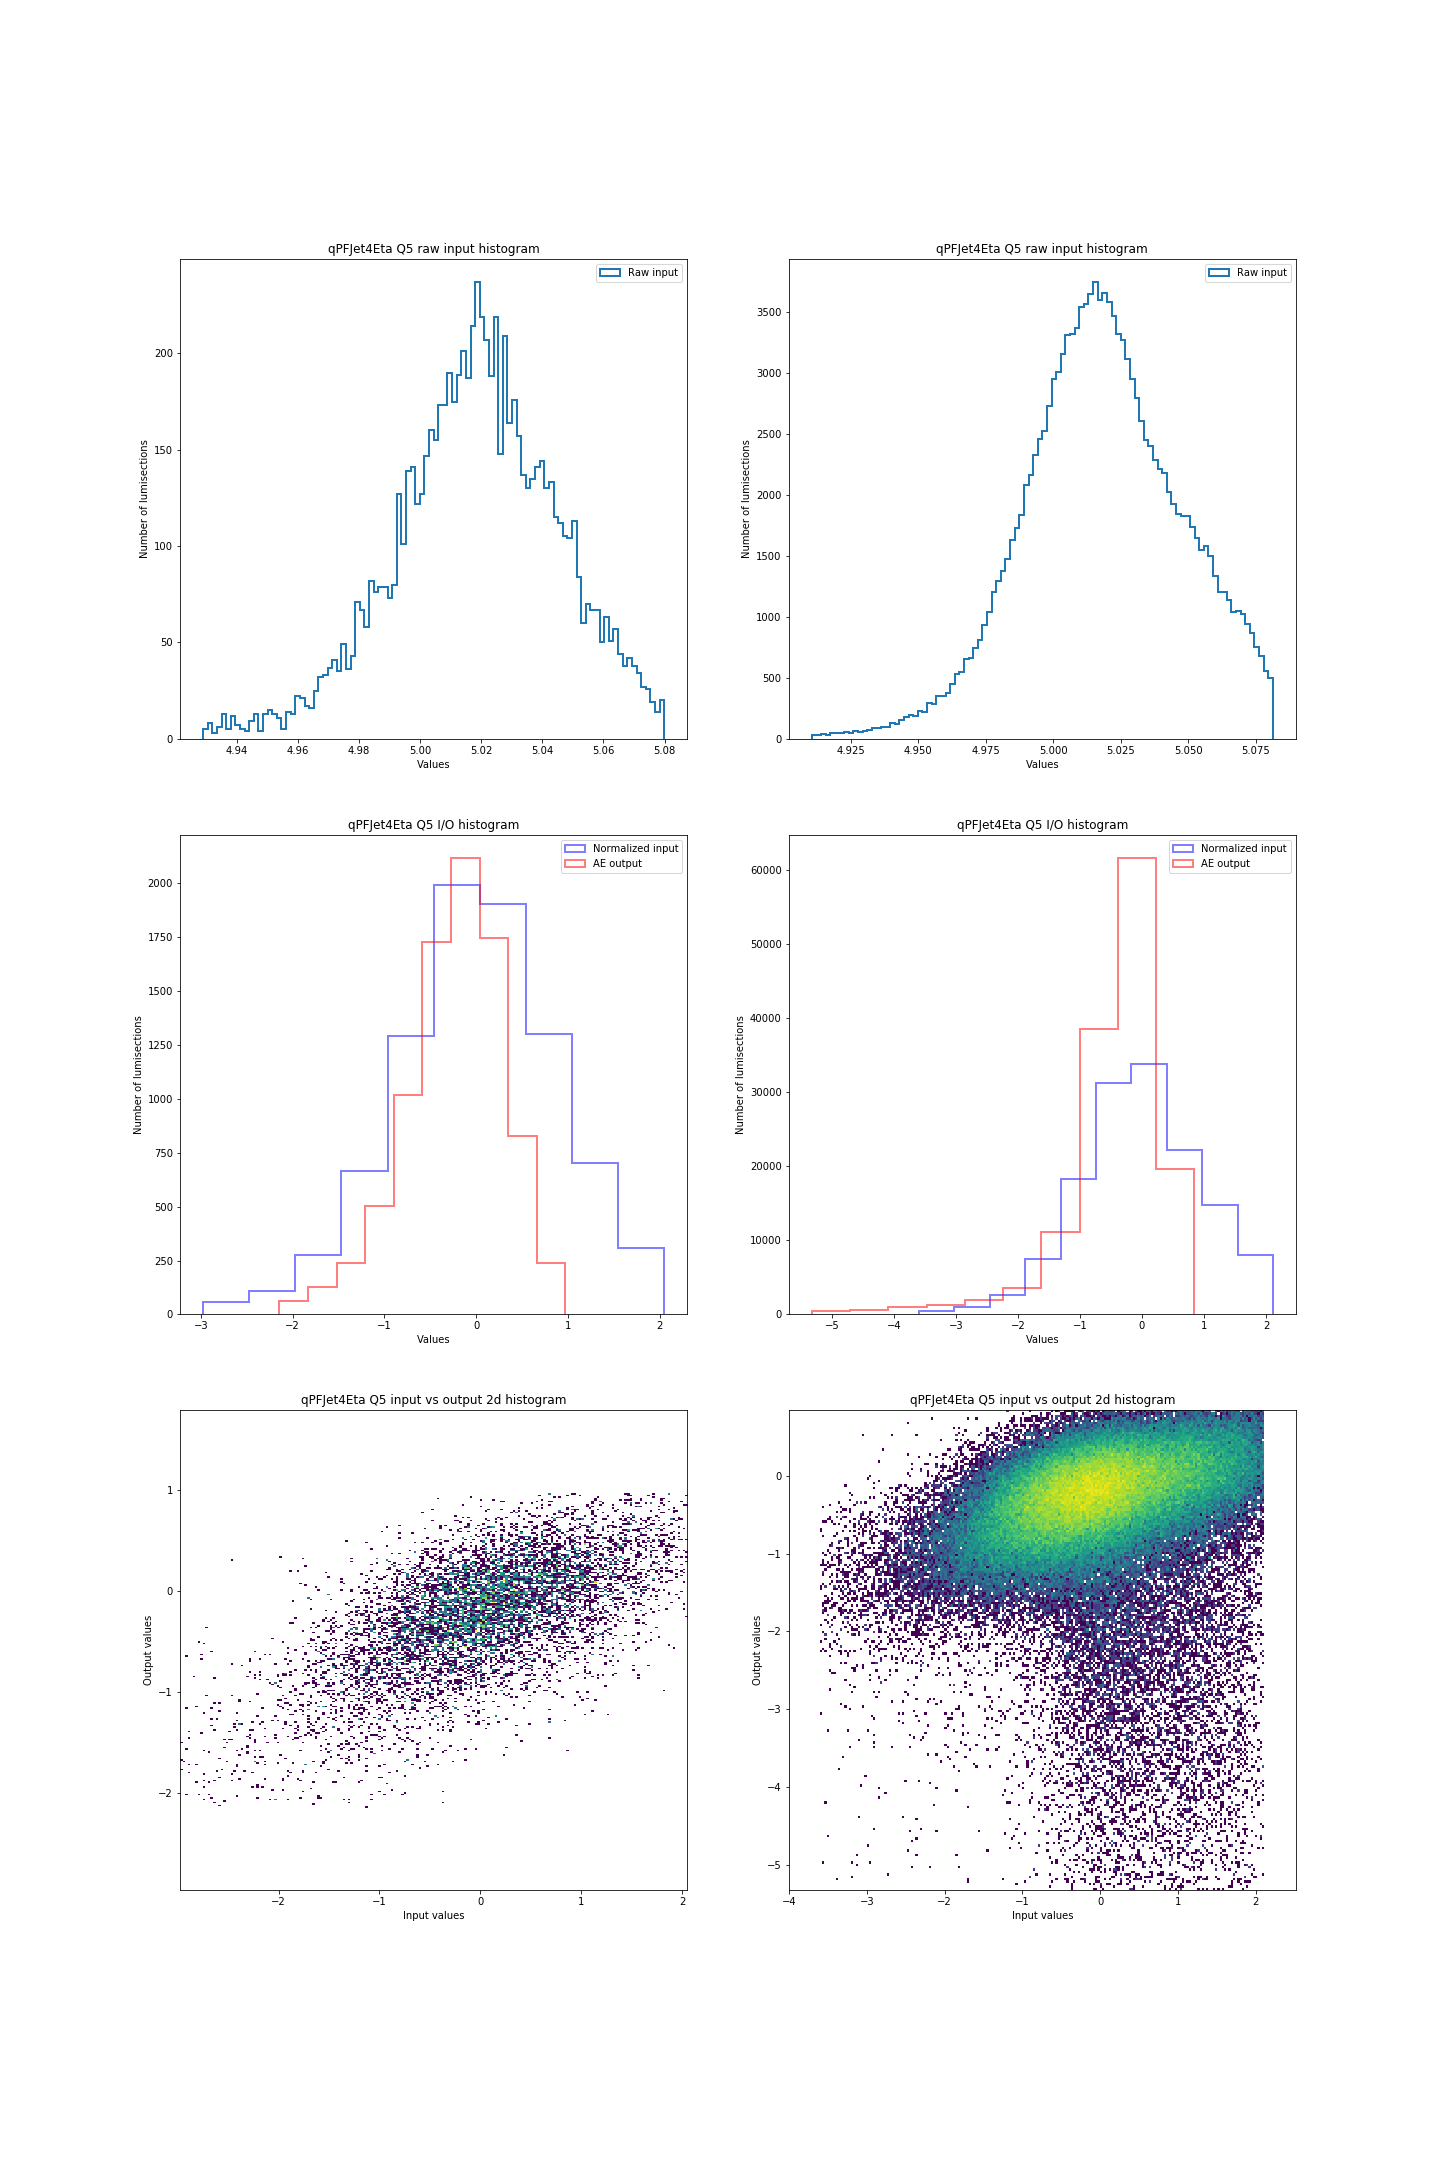 qPFJet4Eta Q5 raw input histogram
Raw input
200
150
100
50
0
4.94 4.96 4.98 5.00 5.02 5.04 5.06 5.08
Values
Number of lumisections
qPFJet4Eta Q5 raw input histogram
Raw input
3500
3000
2500
2000
1500
1000
500
0
4.925 4.950 4.975 5.000 5.025 5.050 5.075
Values
Number of lumisections
qPFJet4Eta Q5 I/O histogram
Normalized input
AE output
2000
1750
1500
1250
1000
750
500
250
0
−3 −2 −1 0 1 2
Values
Number of lumisections
qPFJet4Eta Q5 I/O histogram
Normalized input
AE output
60000
50000
40000
30000
20000
10000
0
−5 −4 −3 −2 −1 0 1 2
Values
Number of lumisections
qPFJet4Eta Q5 input vs output 2d histogram
1
0
−1
−2
−2 −1 0 1 2
Input values
Output values
qPFJet4Eta Q5 input vs output 2d histogram
0
−1
−2
−3
−4
−5
−4 −3 −2 −1 0 1 2
Input values
Output values